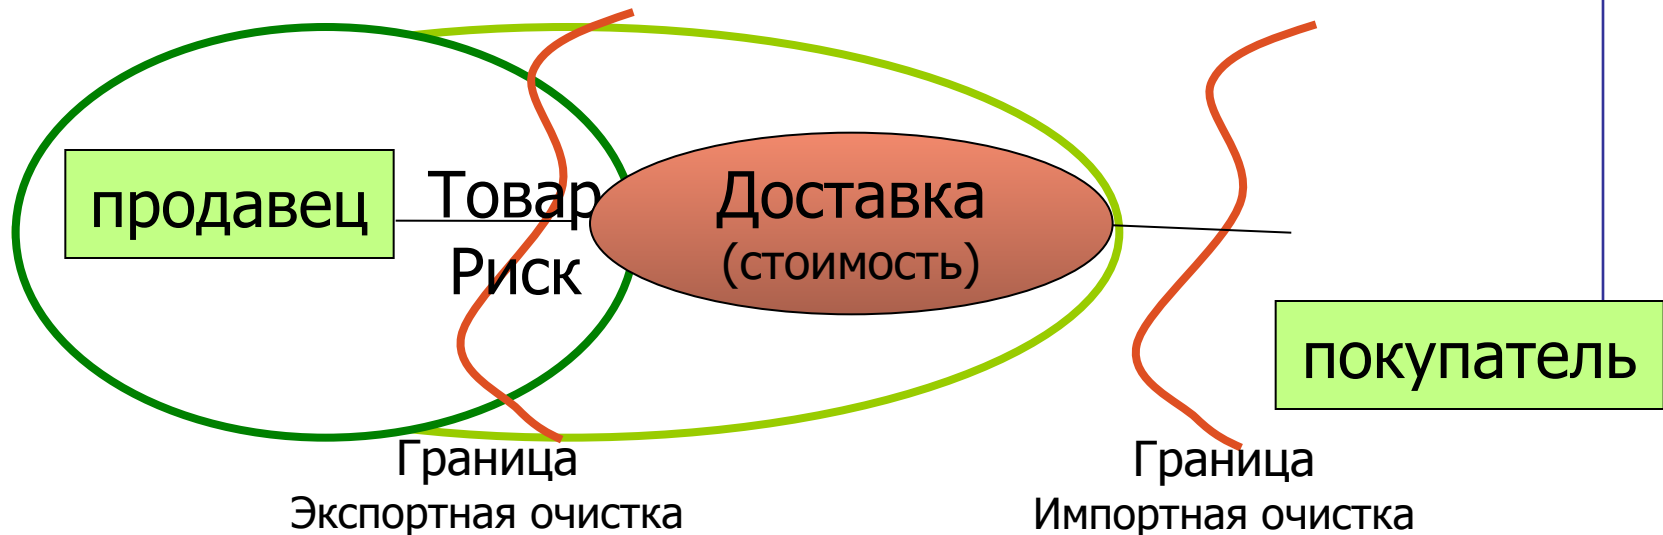 продавец
Товар
Риск
Доставка
(стоимость)
покупатель
Граница
Экспортная очистка
Граница
Импортная очистка